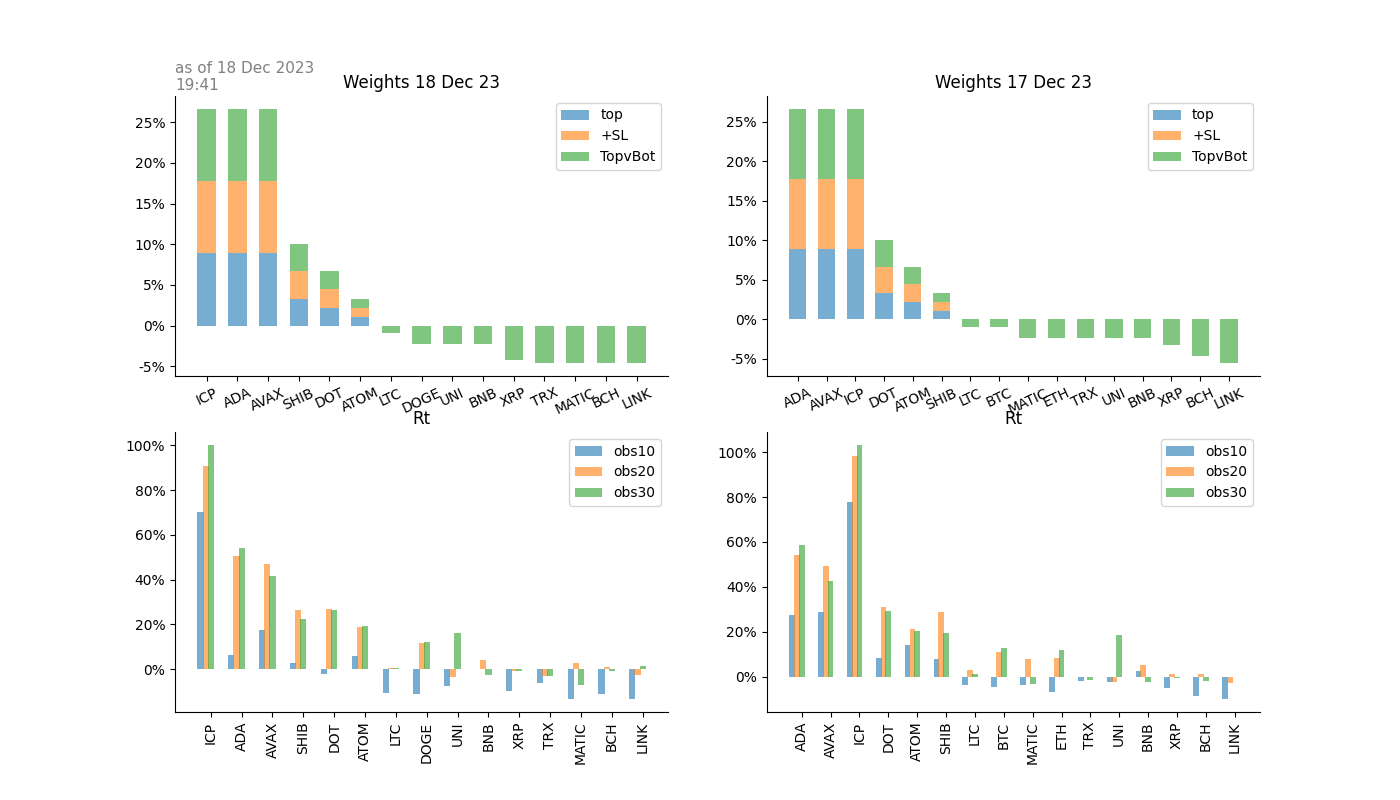 as of 18 Dec 2023
19:41
Weights 18 Dec 23
25%
20%
15%
10%
5%
0%
-5%
top
+SL
TopvBot
ICP ADA AVAX SHIB DOT ATOM LTC DOGE UNI BNB XRP TRX MATIC BCH LINK
Weights 17 Dec 23
25%
20%
15%
10%
5%
0%
-5%
top
+SL
TopvBot
ADA AVAX ICP DOT ATOM SHIB LTC BTC MATIC ETH TRX UNI BNB XRP BCH LINK
Rt
100%
80%
60%
40%
20%
0%
obs10
obs20
obs30
ICP ADA AVAX SHIB DOT ATOM LTC DOGE UNI BNB XRP TRX MATIC BCH LINK
Rt
100%
80%
60%
40%
20%
0%
obs10
obs20
obs30
ADA AVAX ICP DOT ATOM SHIB LTC BTC MATIC ETH TRX UNI BNB XRP BCH LINK